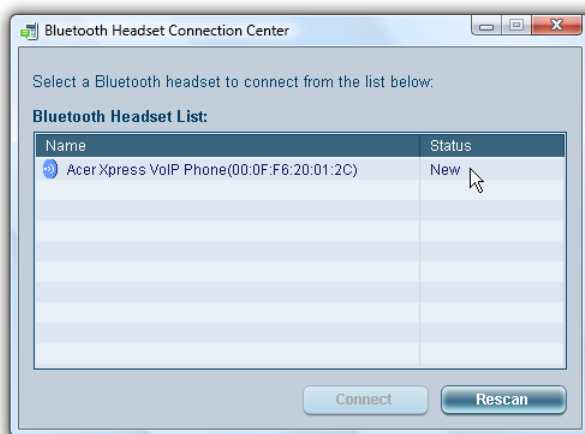 Bluetooth Headset Connection Center
Select a Bluetooth headset to connect from the list below:
Bluetooth Headset List:
Name Status
Acer Xpress VoIP Phone(00:0F:F6:20:01:2C) New
Connect Rescan